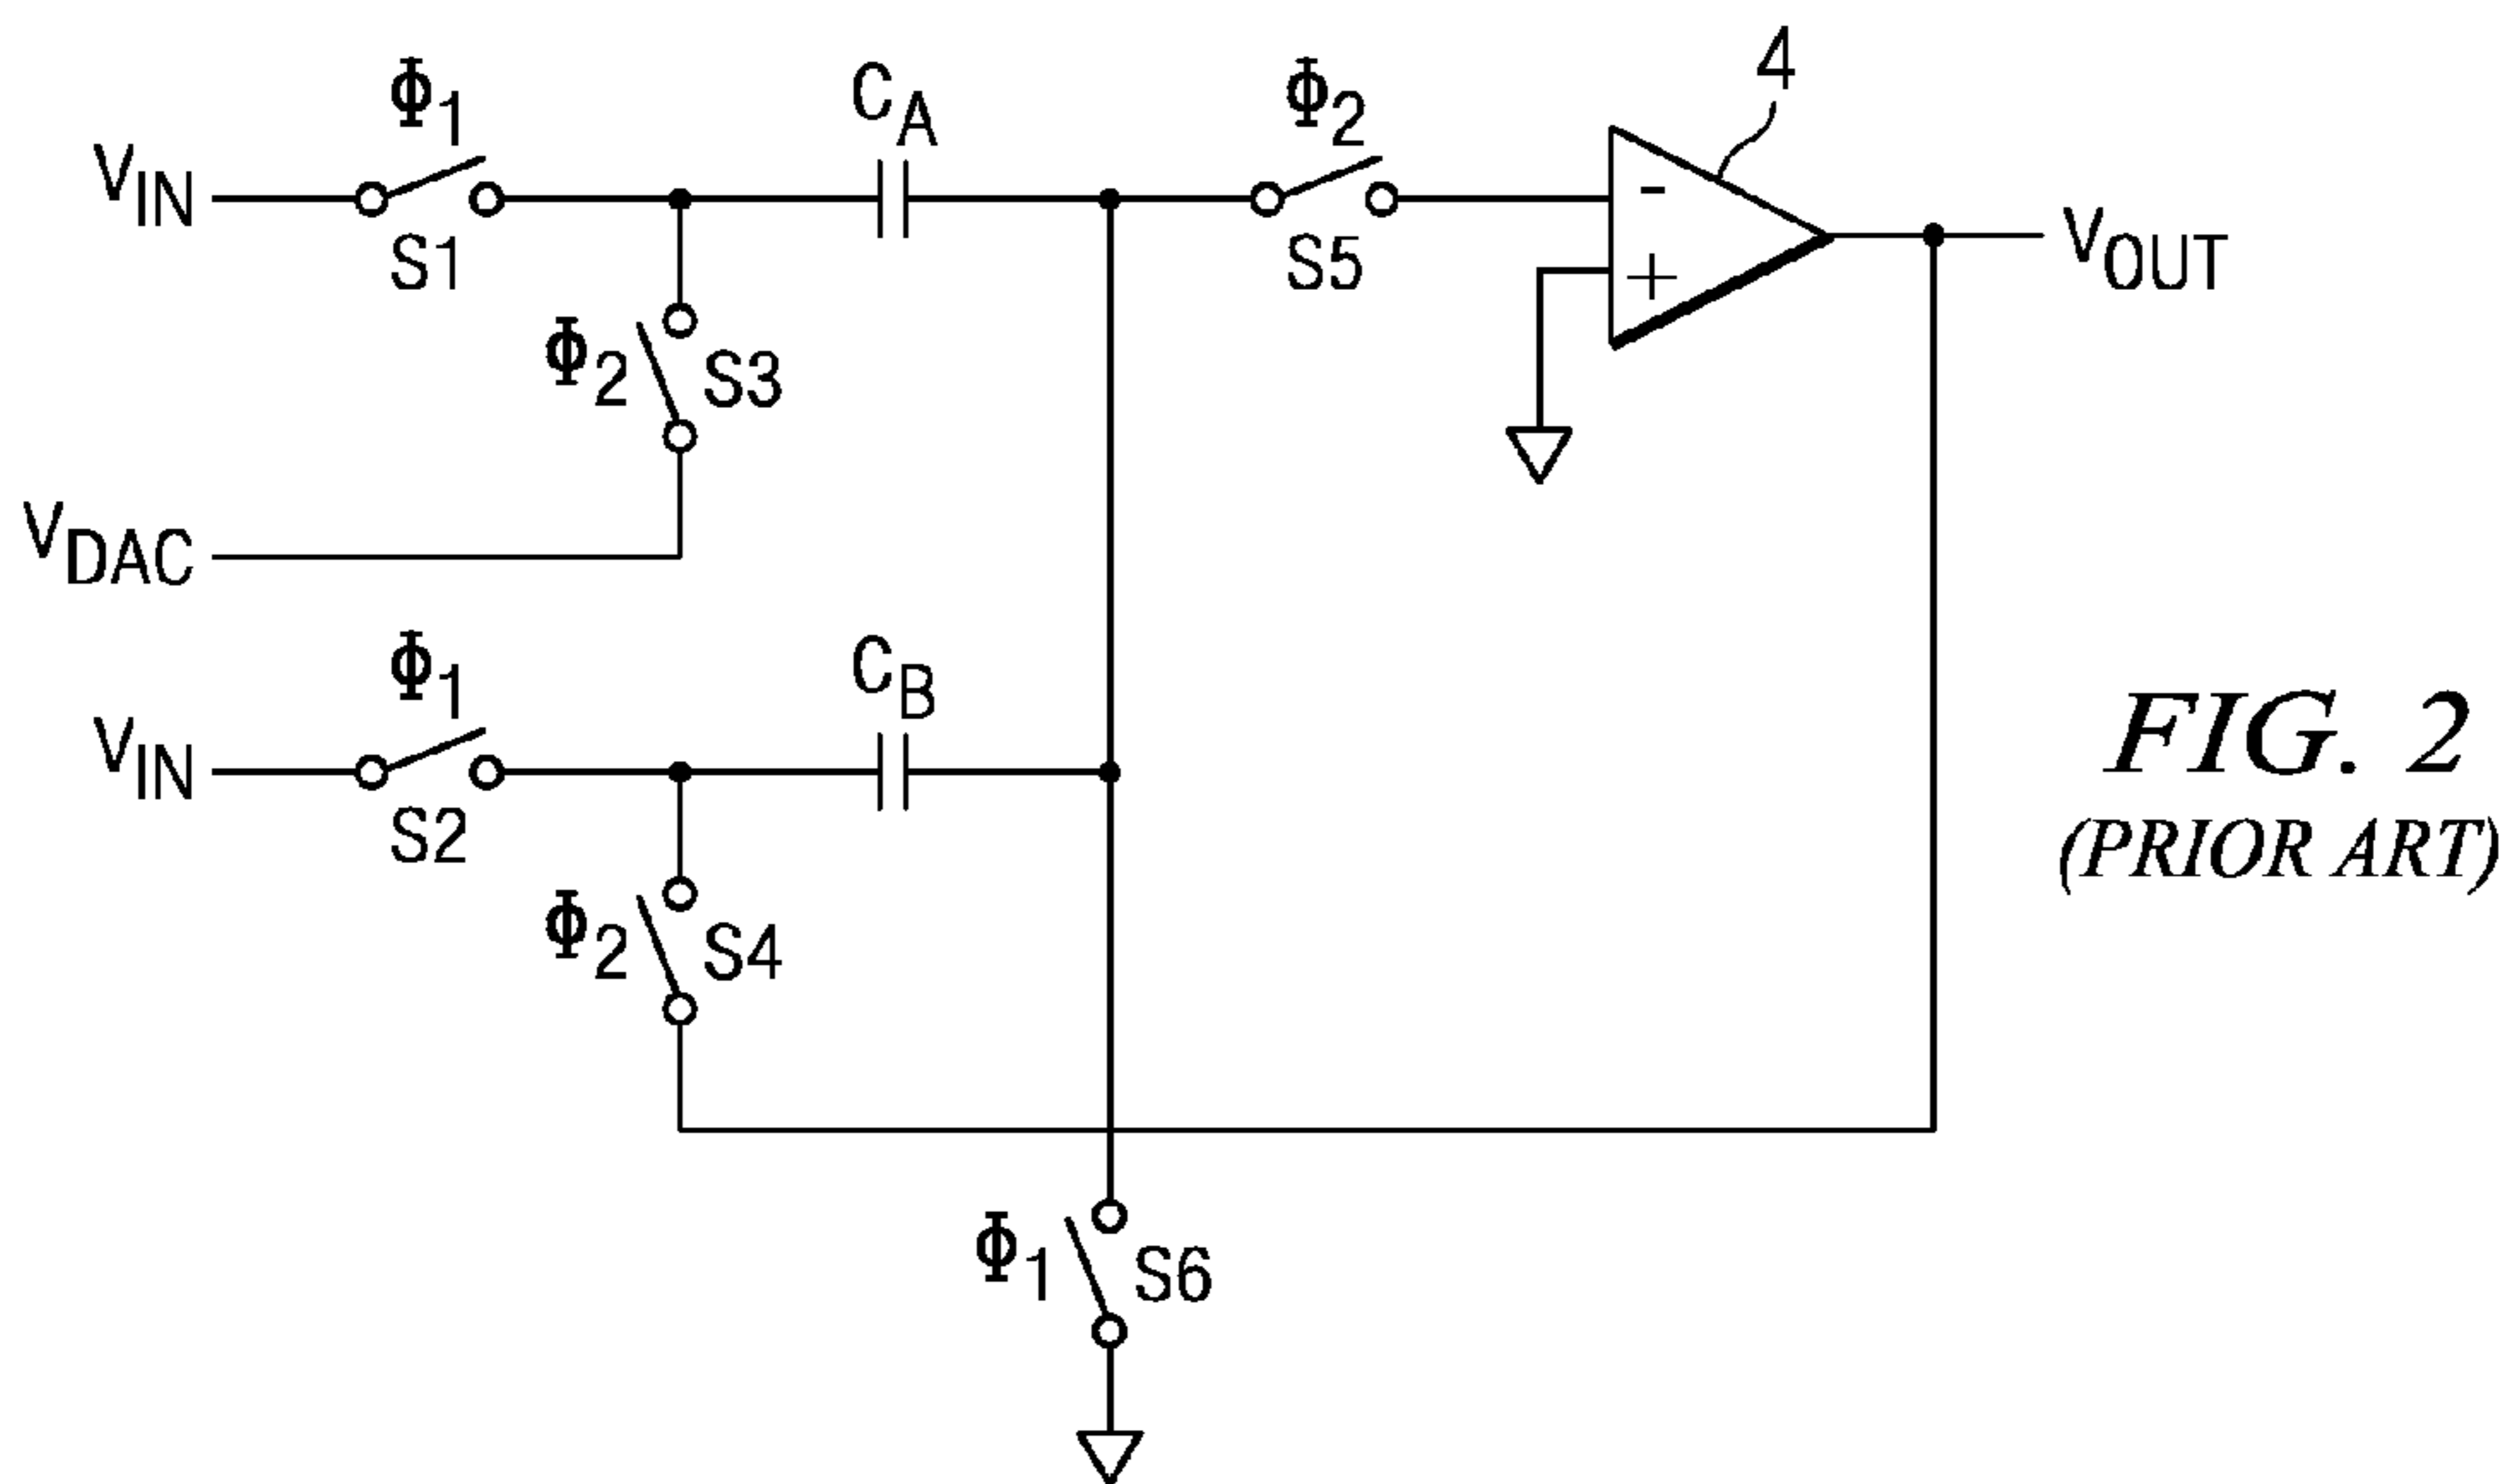 4
Φ1
CA
Φ2
VIN
S1
S5
-
+
VOUT
Φ2
S3
VDAC
Φ1
CB
VIN
S2
FIG. 2
(PRIOR ART)
Φ2
S4
Φ1
S6